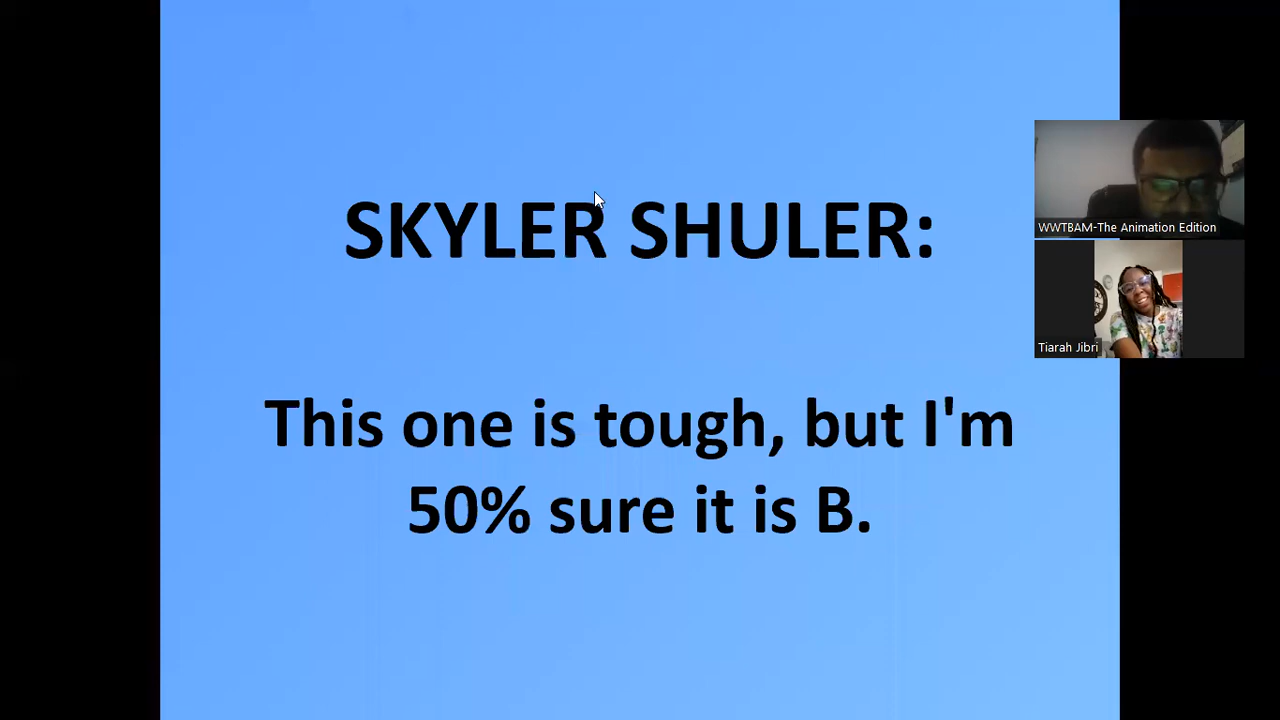 SKYLER SHULER:
This one is tough, but I'm
50% sure it is B.
WWTBAM-The Animation Edition
Tiarah Jibri